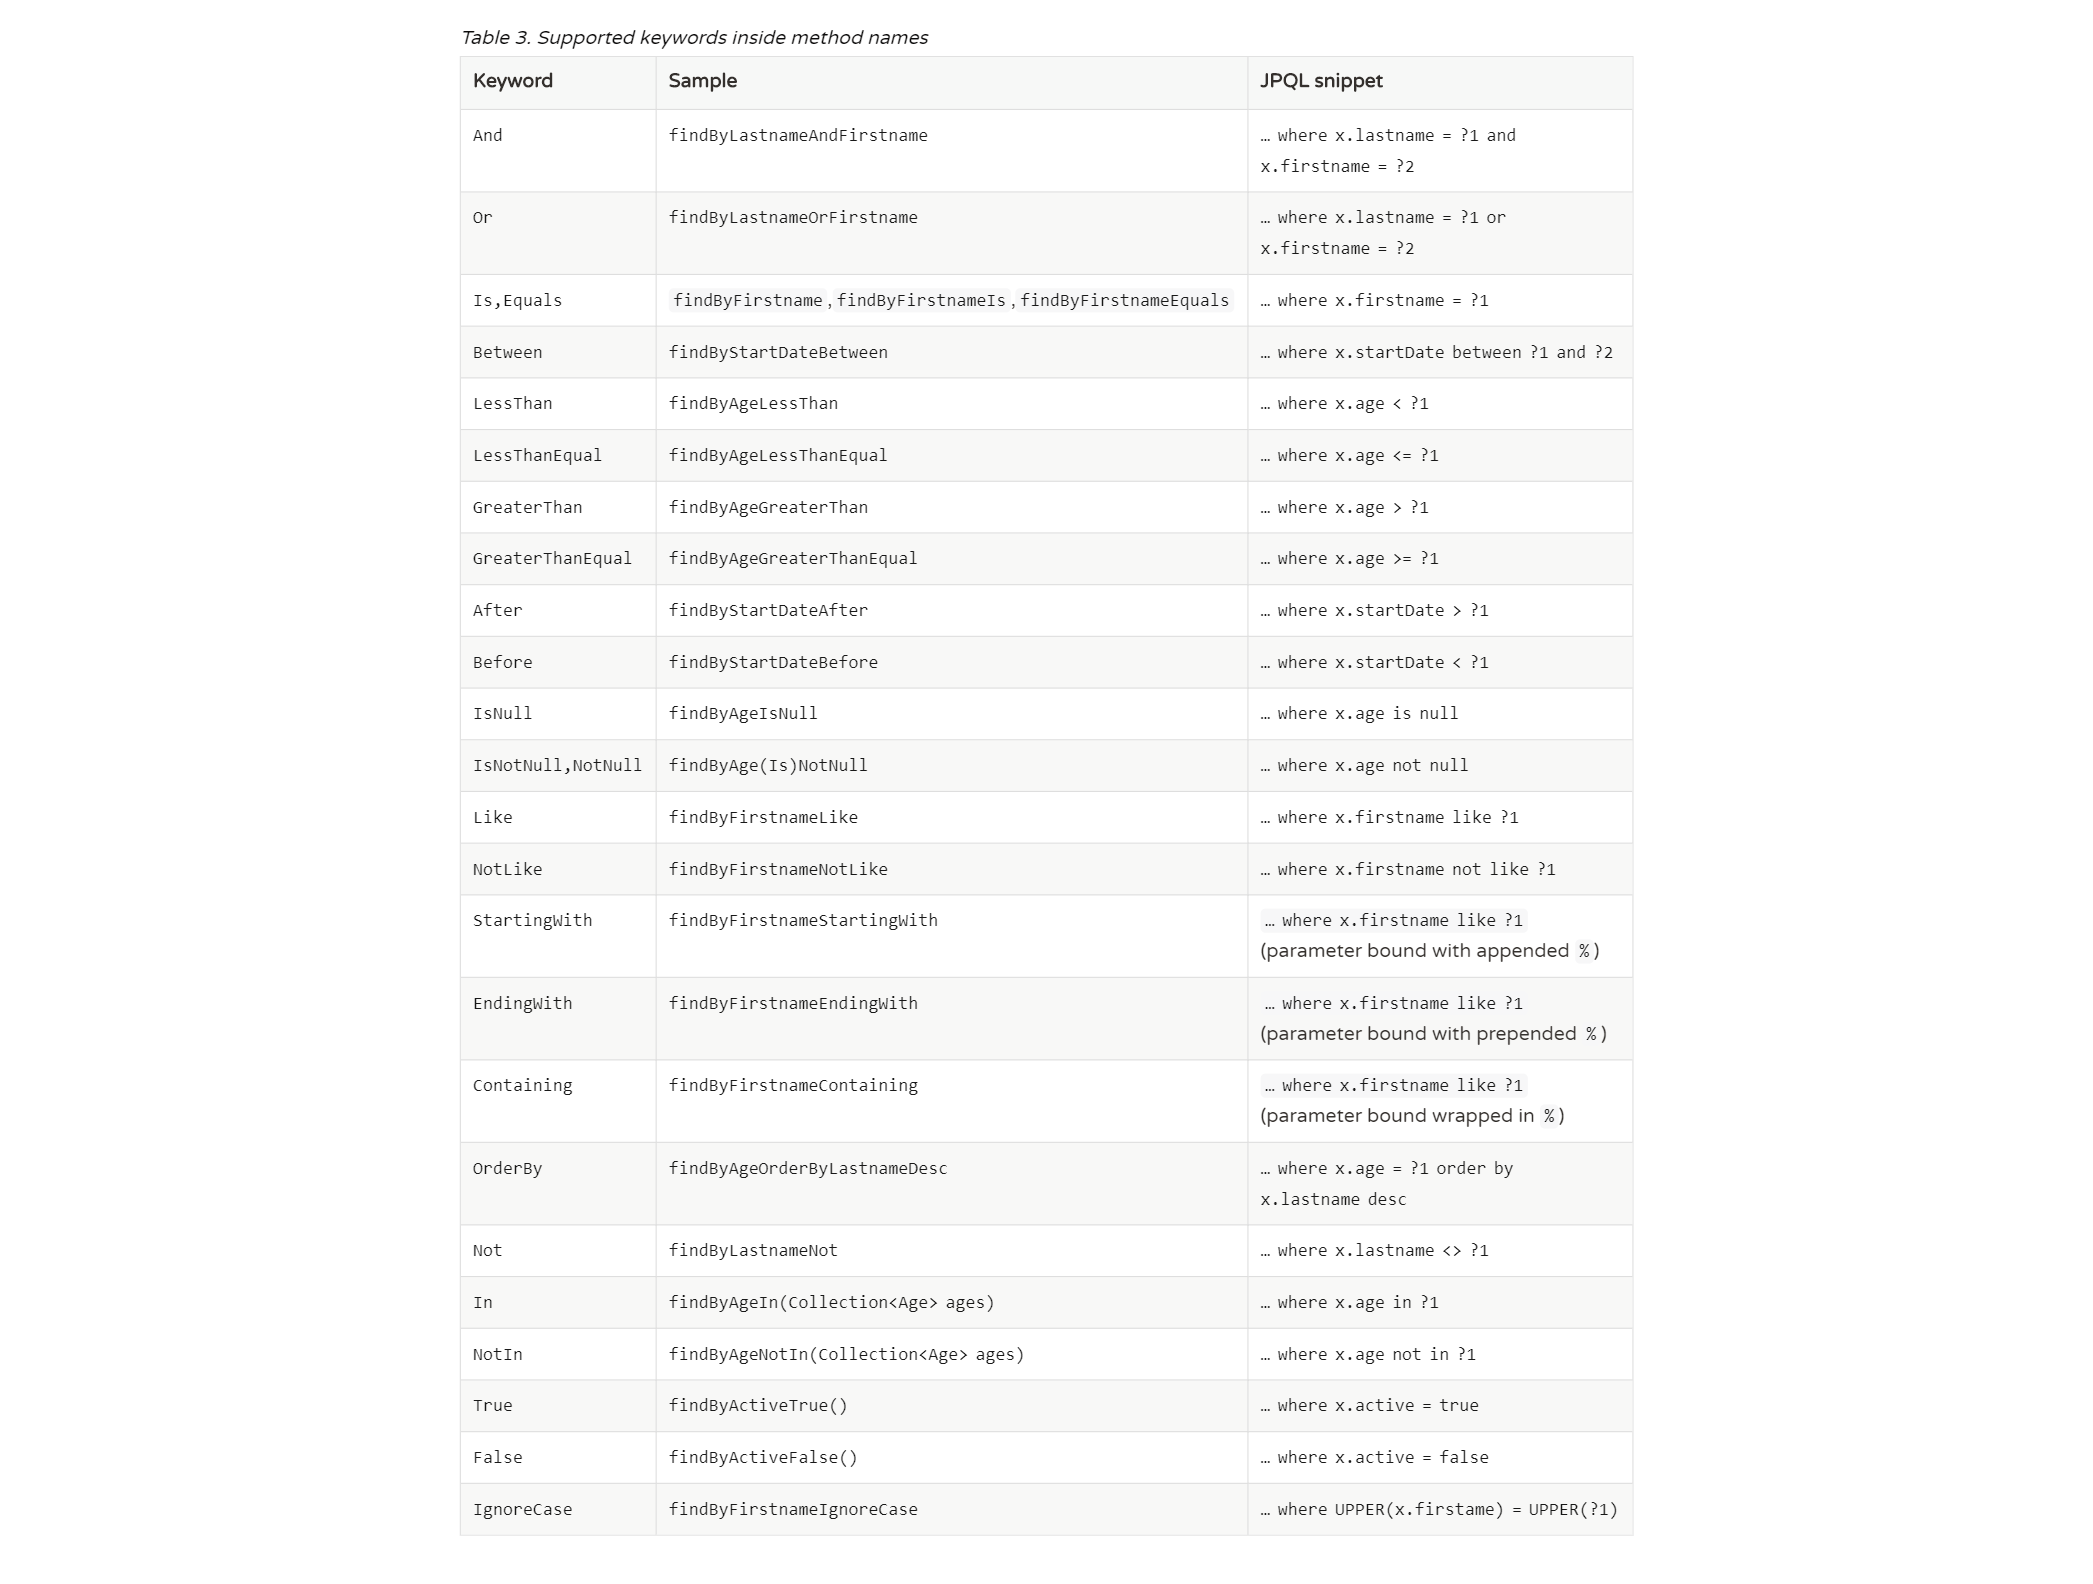 Table 3. Supported keywords inside method names
Keyword Sample JPQL snippet
And findByLastnameAndFirstname … where x.lastname = ?1 and
x.firstname = ?2
Or findByLastnameOrFirstname … where x.lastname = ?1 or
x.firstname = ?2
Is,Equals findByFirstname,findByFirstnameIs,findByFirstnameEquals … where x.firstname = ?1
Between findByStartDateBetween … where x.startDate between ?1 and ?2
LessThan findByAgeLessThan … where x.age < ?1
LessThanEqual findByAgeLessThanEqual … where x.age <= ?1
GreaterThan findByAgeGreaterThan … where x.age > ?1
GreaterThanEqual findByAgeGreaterThanEqual … where x.age >= ?1
After findByStartDateAfter … where x.startDate > ?1
Before findByStartDateBefore … where x.startDate < ?1
IsNull findByAgeIsNull … where x.age is null
IsNotNull,NotNull findByAge(Is)NotNull … where x.age not null
Like findByFirstnameLike … where x.firstname like ?1
NotLike findByFirstnameNotLike … where x.firstname not like ?1
StartingWith findByFirstnameStartingWith … where x.firstname like ?1
(parameter bound with appended %)
EndingWith findByFirstnameEndingWith … where x.firstname like ?1
(parameter bound with prepended %)
Containing findByFirstnameContaining … where x.firstname like ?1
(parameter bound wrapped in %)
OrderBy findByAgeOrderByLastnameDesc … where x.age = ?1 order by
x.lastname desc
Not findByLastnameNot … where x.lastname <> ?1
In findByAgeIn(Collection<Age> ages) … where x.age in ?1
NotIn findByAgeNotIn(Collection<Age> ages) … where x.age not in ?1
True findByActiveTrue() … where x.active = true
False findByActiveFalse() … where x.active = false
IgnoreCase findByFirstnameIgnoreCase … where UPPER(x.firstame) = UPPER(?1)